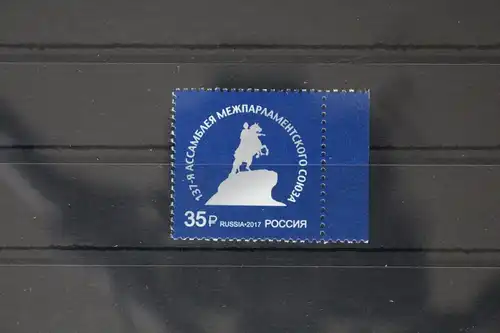 137-Я АССАМБЛЕЯ МЕЖПАРЛАМЕНТСКОГО СОЮЗА
35₽ RUSSIA•2017 РОССИЯ